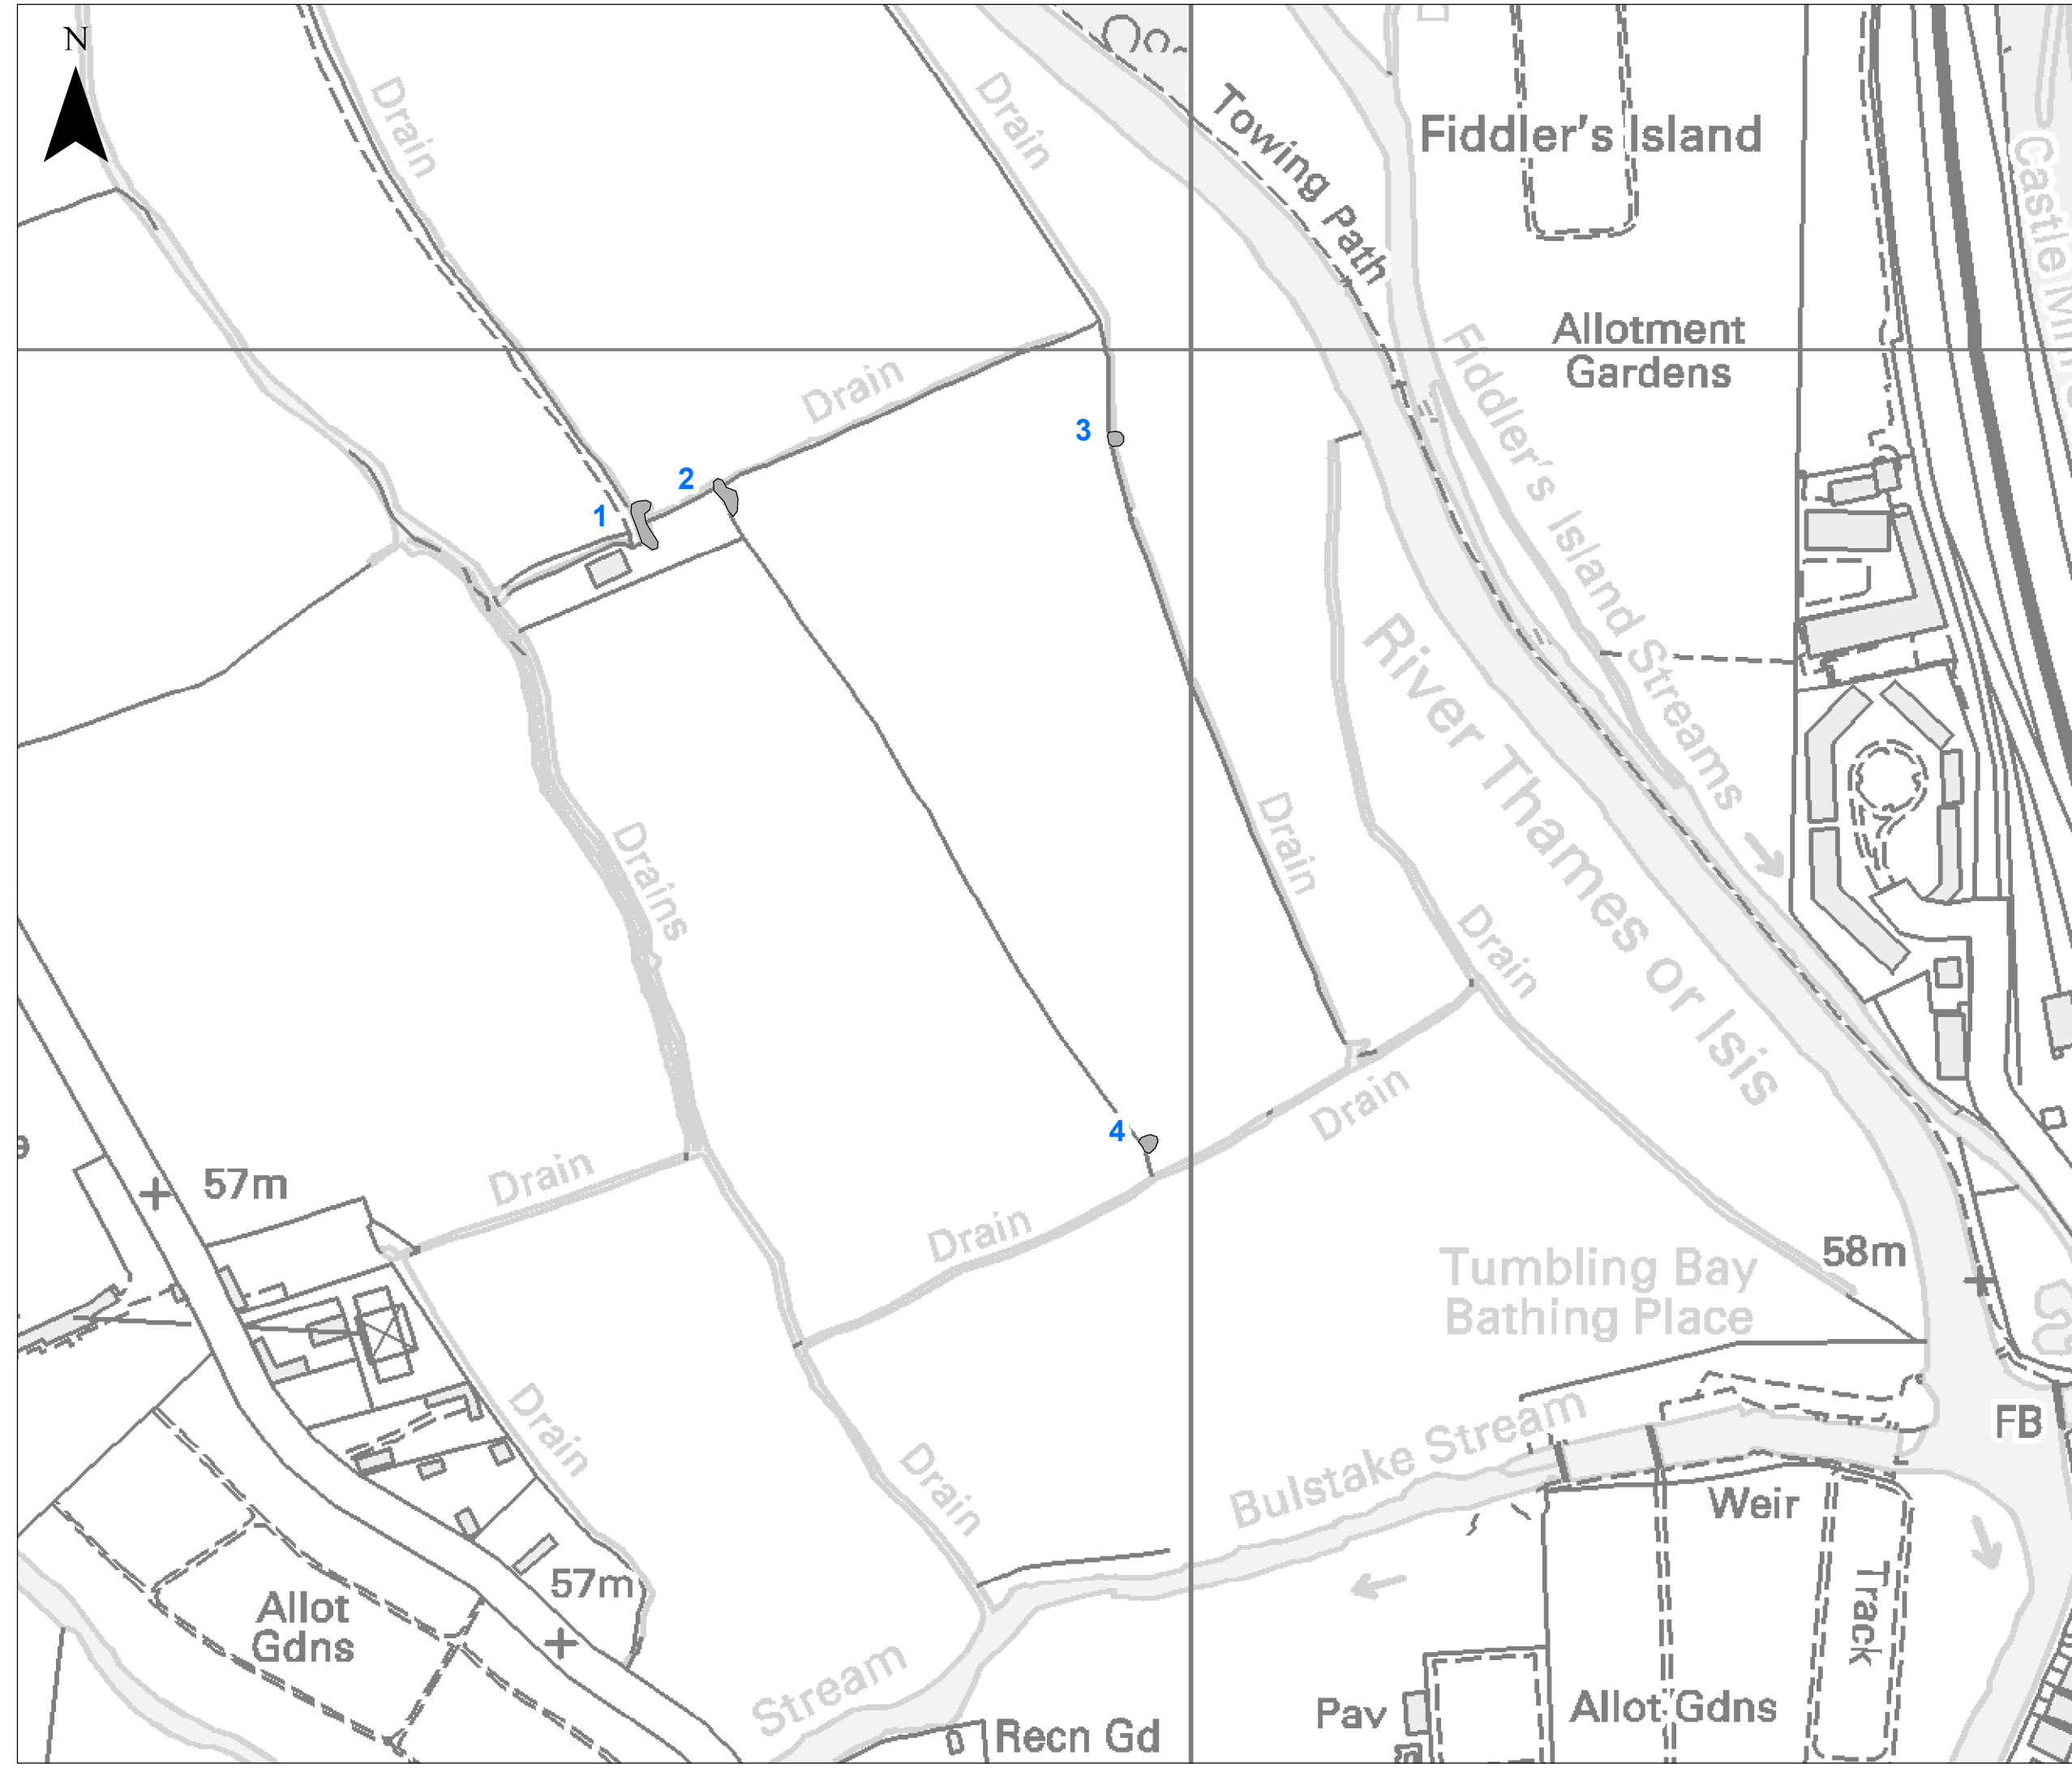 N
Drain
Drain
Towing Path
Fiddler's Island
Allotment
Gardens
Fiddler's Island Streams
Drain
3
2
1
River Thames or Isis
Drains
Drain
Drain
Drain
4
57m
Drain
Drain
Tumbling Bay
Bathing Place
58m
FB
Drain
Drain
Bulstake Stream
Weir
Track
57m
Allot
Gdns
Stream
Recn Gd
Pav
Allot Gdns